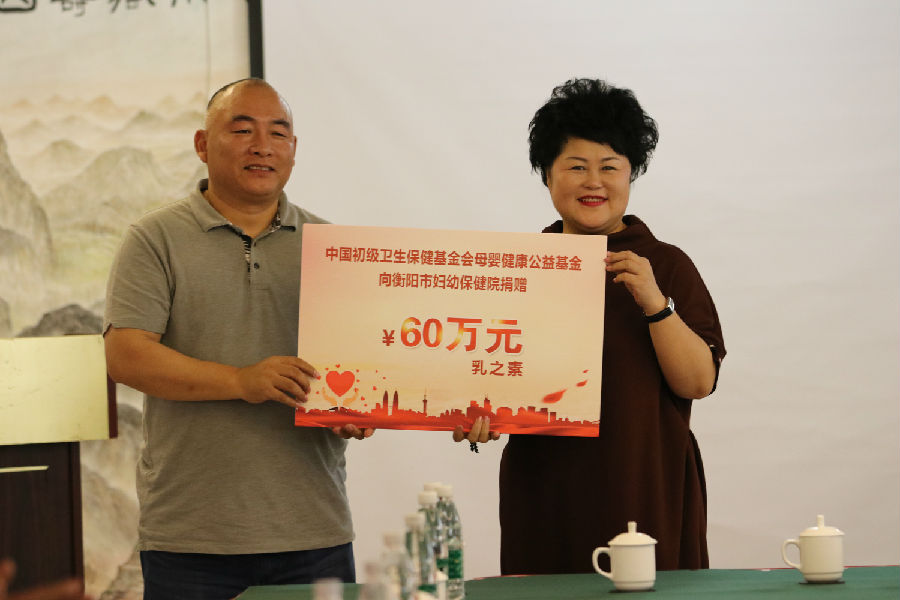 中国初级卫生保健基金会母婴健康公益基金
向衡阳市妇幼保健院捐赠
¥60万元
乳之素